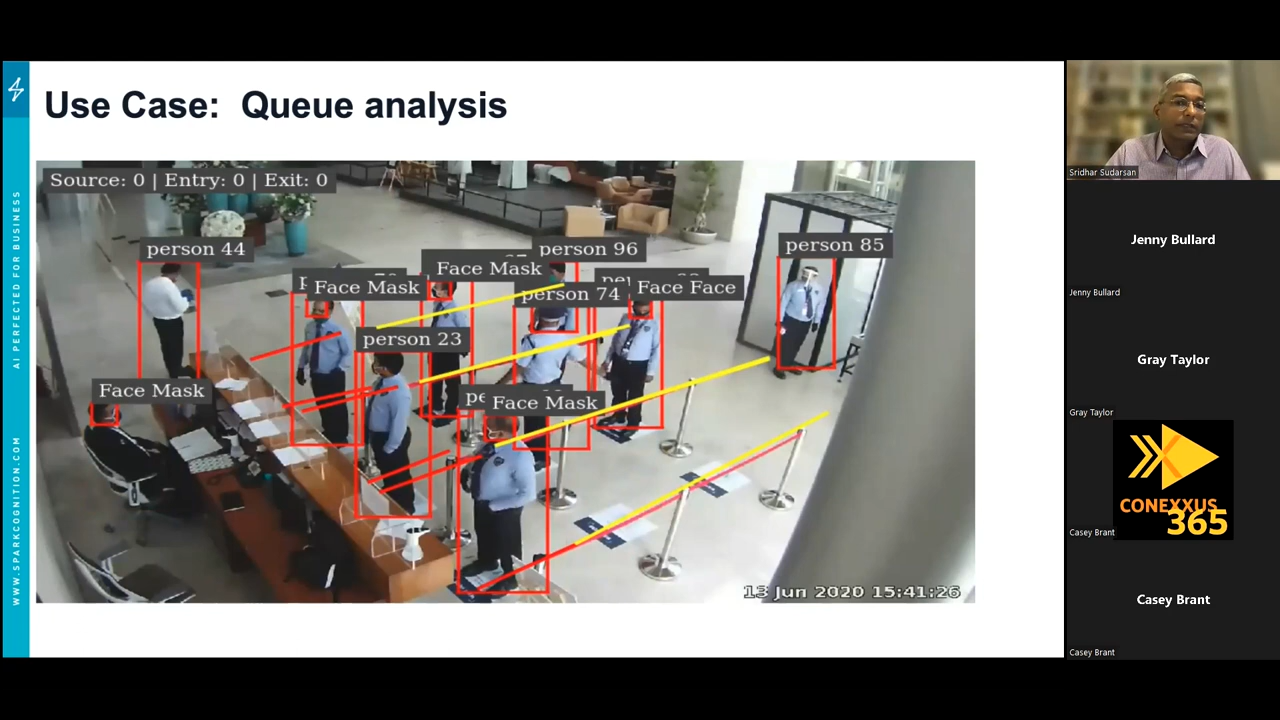 Use Case: Queue analysis
AI PERFECTED FOR BUSINESS
WWW.SPARKCOGNITION.COM
Source: 0 | Entry: 0 | Exit: 0
person 44
person 96
person 85
Face Mask
Face Mask
person 74
Face Face
person 23
Face Mask
Face Mask
13 Jun 2020 15:41:26
Sridhar Sudarsan
Jenny Bullard
Jenny Bullard
Gray Taylor
Gray Taylor
CONEXXUS
365
Casey Brant
Casey Brant
Casey Brant